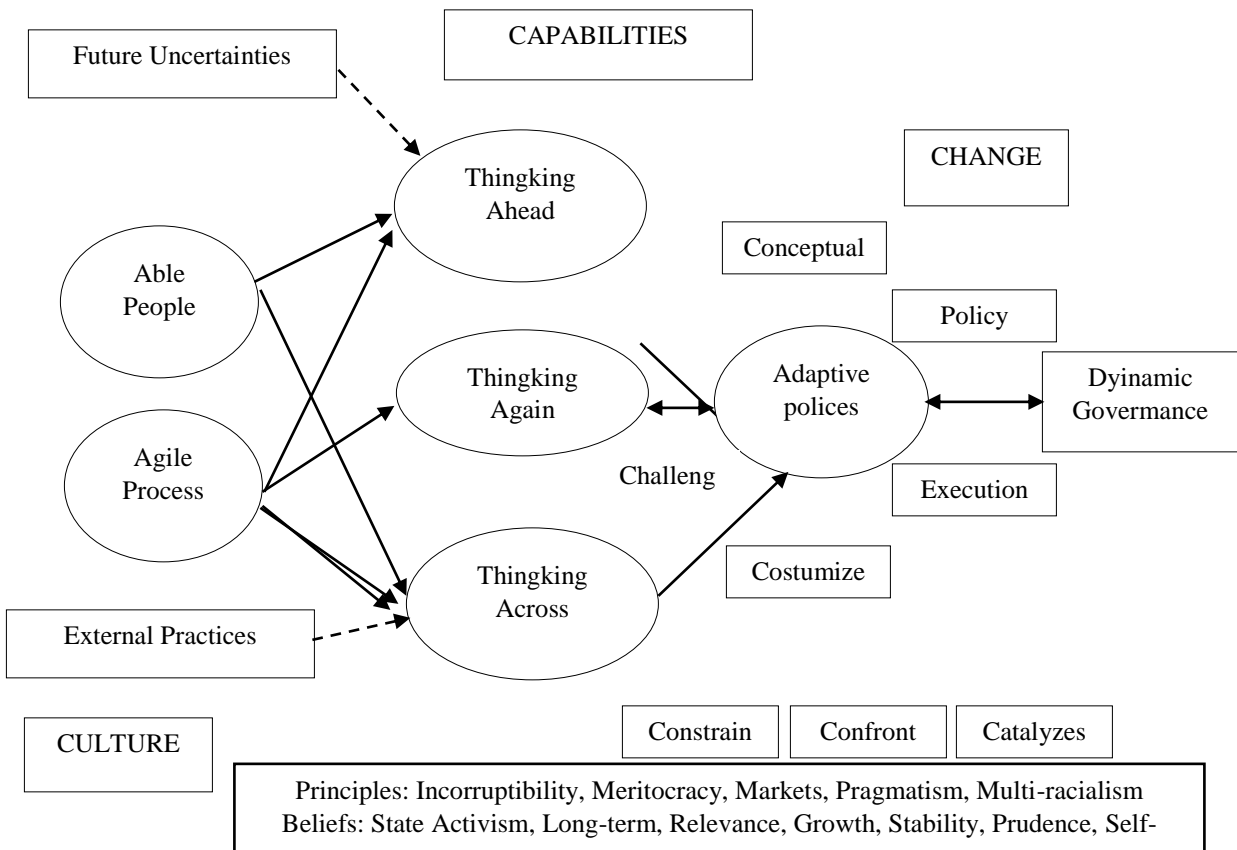 Future Uncertainties
CAPABILITIES
CHANGE
Thingking
Ahead
Conceptual
Able
People
Policy
Thingking
Again
Adaptive
polices
Dyinamic
Govermance
Agile
Process
Challeng
Execution
Costumize
Thingking
Across
External Practices
CULTURE
Constrain
Confront
Catalyzes
Principles: Incorruptibility, Meritocracy, Markets, Pragmatism, Multi-racialism
Beliefs: State Activism, Long-term, Relevance, Growth, Stability, Prudence, Self-